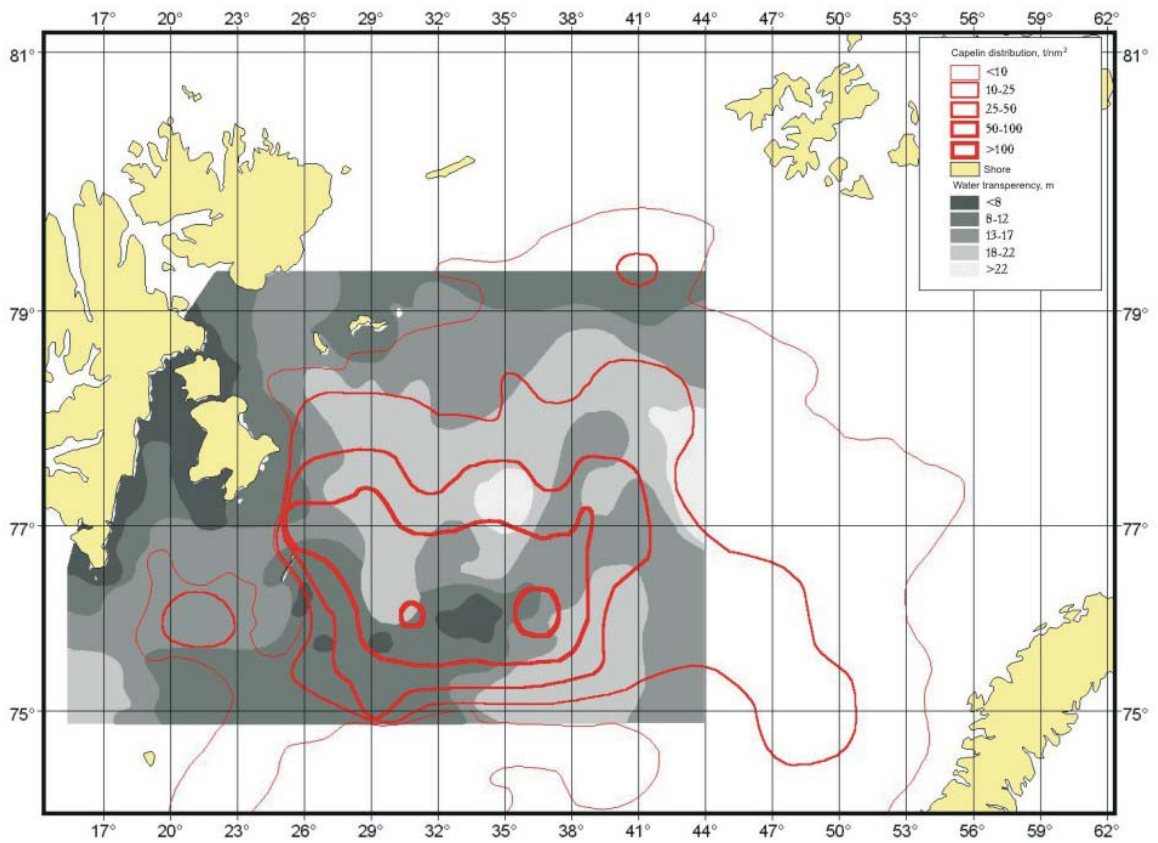 17° 20° 23° 26° 29° 32° 35° 38° 41° 44° 47° 50° 53° 56° 59° 62°
81° 81°
Capelin distribution, t/nm²
<10
10-25
25-50
50-100
>100
Shore
Water transperency, m
<8
8-12
13-17
18-22
>22
79° 79°
77° 77°
75° 75°
17° 20° 23° 26° 29° 32° 35° 38° 41° 44° 47° 50° 53° 56° 59° 62°